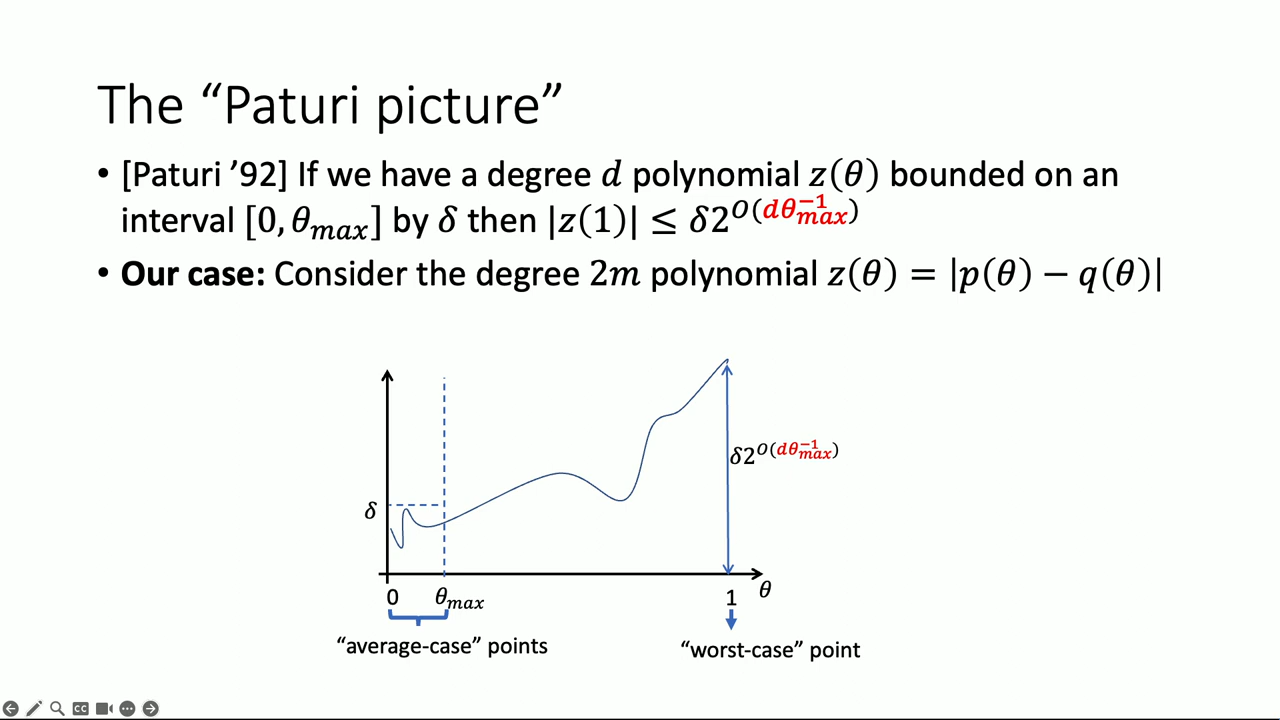 The “Paturi picture”
• [Paturi ’92] If we have a degree d polynomial z(θ) bounded on an
interval [0, θ_max] by δ then |z(1)| ≤ δ2^{O(dθ_max^{-1})}
• Our case: Consider the degree 2m polynomial z(θ) = |p(θ) − q(θ)|
δ2^{O(dθ_max^{-1})}
δ
0
θ_max
1
θ
“average-case” points
“worst-case” point
CC